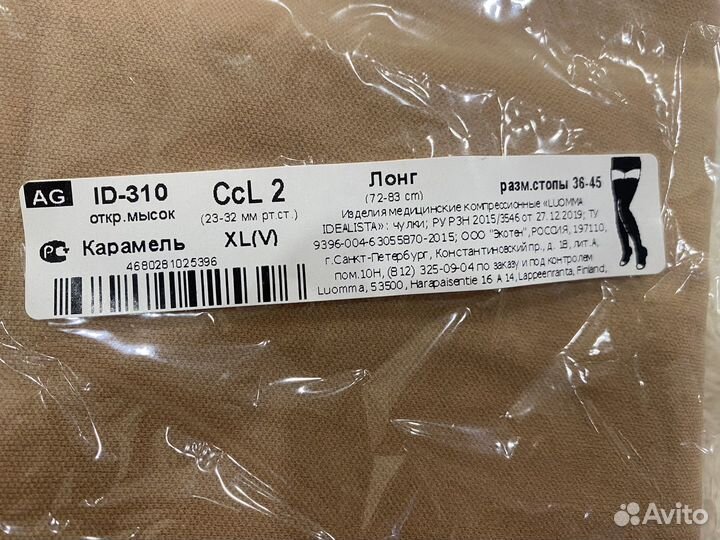 AG ID-310 CcL 2 Лонг разм.стопы 36-45
откр.мысок (23-32 мм рт.ст.) (72-83 cm)
РС Карамель XL(V)
4680281025396
Изделия медицинские компрессионные «LUOMMA
IDEALISTA»: чулки; РУ РЗН 2015/3546 от 27.12.2019; ТУ
9396-004-63055870-2015; ООО "Экотен",РОССИЯ, 197110,
г.Санкт-Петербург, Константиновский пр., д. 1В, лит.А,
пом.10Н, (812) 325-09-04 по заказу и под контролем
Luomma, 53500, Harapaisentie 16 A 14,Lappeenranta, Finland,
Avito